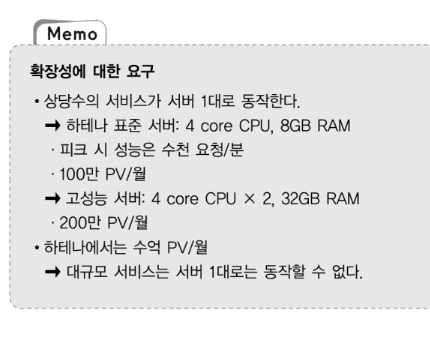 Memo
확장성에 대한 요구
• 상당수의 서비스가 서버 1대로 동작한다.
➞ 하테나 표준 서버: 4 core CPU, 8GB RAM
· 피크 시 성능은 수천 요청/분
· 100만 PV/월
➞ 고성능 서버: 4 core CPU × 2, 32GB RAM
· 200만 PV/월
• 하테나에서는 수억 PV/월
➞ 대규모 서비스는 서버 1대로는 동작할 수 없다.